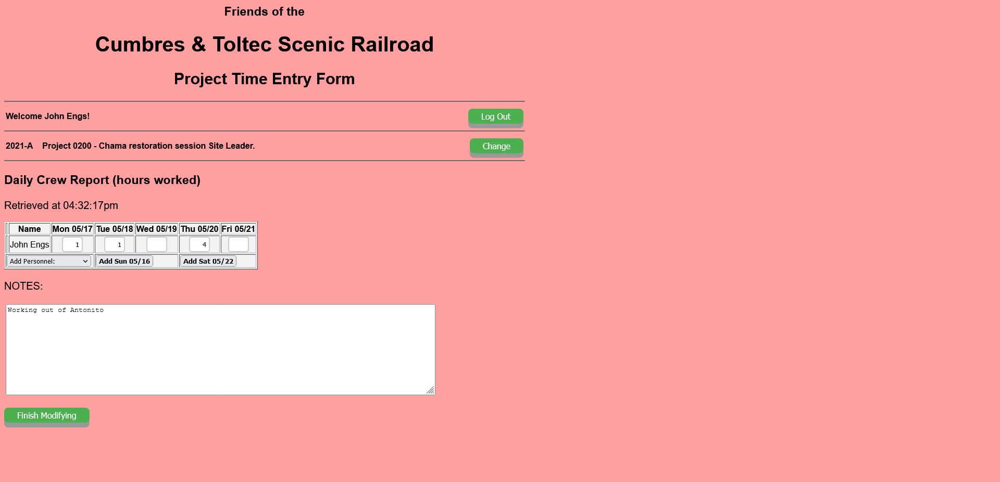 Friends of the
Cumbres & Toltec Scenic Railroad
Project Time Entry Form
Welcome John Engs! Log Out
2021-A Project 0200 - Chama restoration session Site Leader. Change
Daily Crew Report (hours worked)
Retrieved at 04:32:17pm
Name Mon 05/17 Tue 05/18 Wed 05/19 Thu 05/20 Fri 05/21
John Engs 1 1 4
Add Personnel: Add Sun 05/16 Add Sat 05/22
NOTES:
Working out of Antonito
Finish Modifying